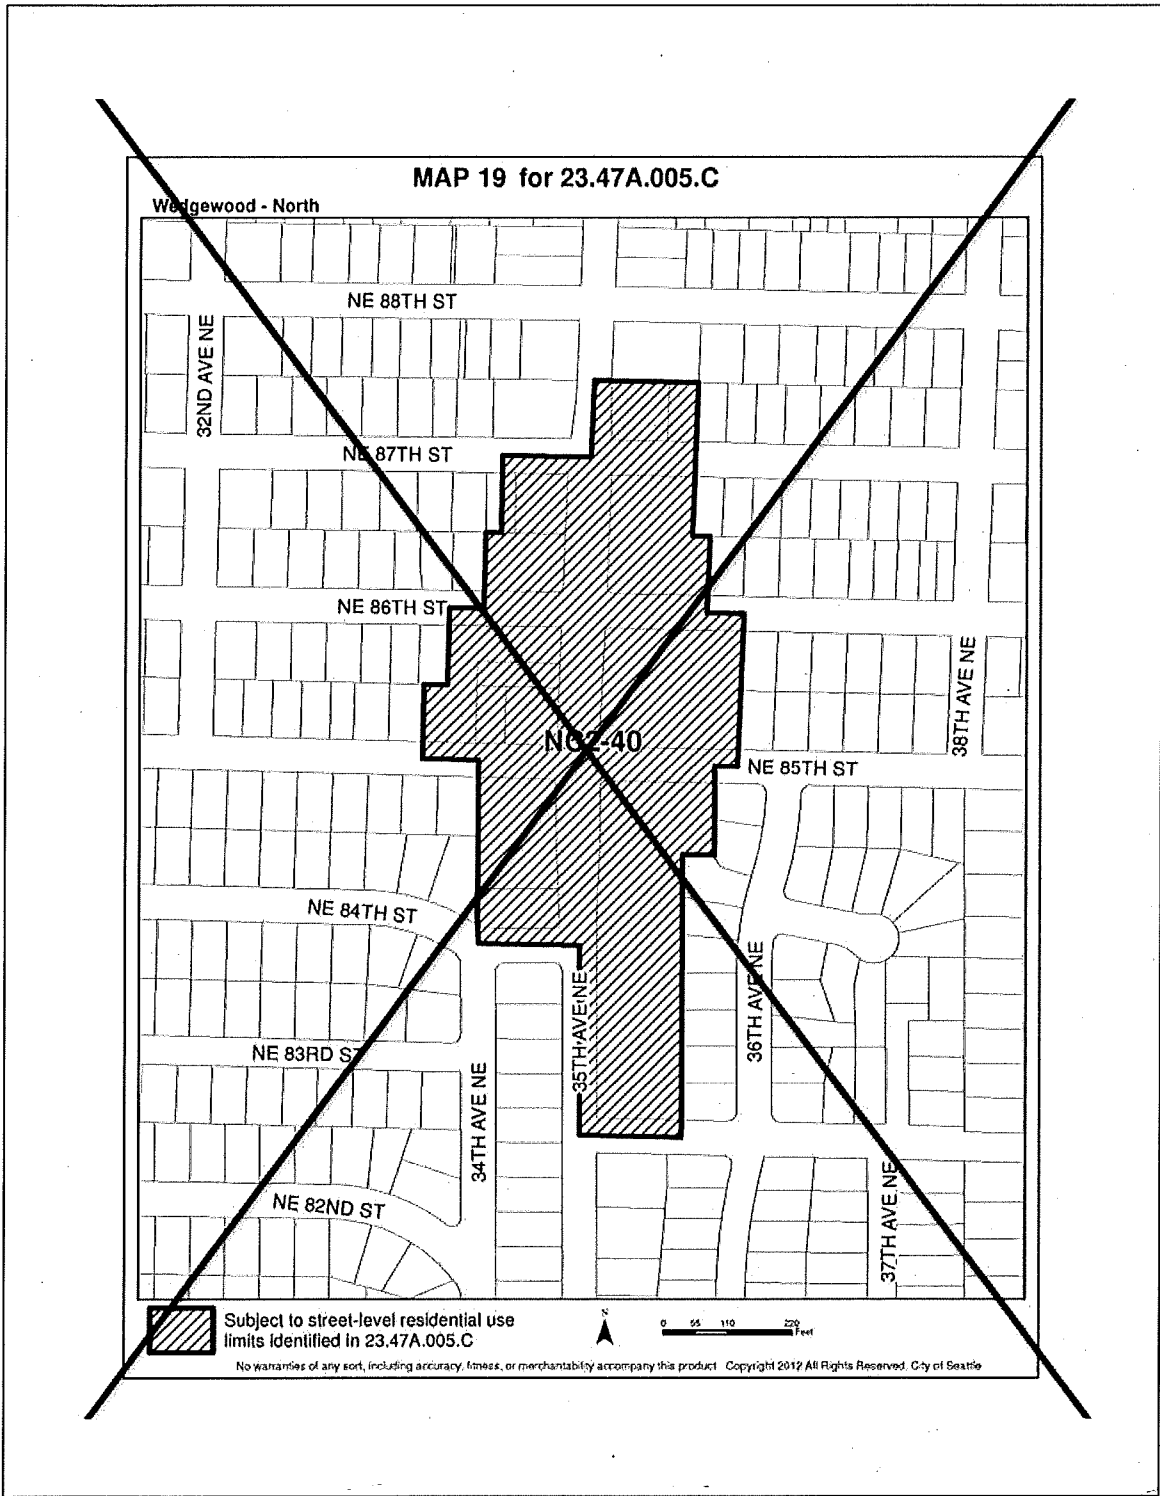 MAP 19 for 23.47A.005.C
Wedgewood - North
NE 88TH ST
32ND AVE NE
NE 87TH ST
NE 86TH ST
38TH AVE NE
NC2-40
NE 85TH ST
NE 84TH ST
36TH AVE NE
35TH AVE NE
NE 83RD ST
34TH AVE NE
37TH AVE NE
NE 82ND ST
Subject to street-level residential use
limits identified in 23.47A.005.C
N
0 55 110 220
Feet
No warranties of any sort, including accuracy, fitness, or merchantability accompany this product Copyright 2012 All Rights Reserved, City of Seattle